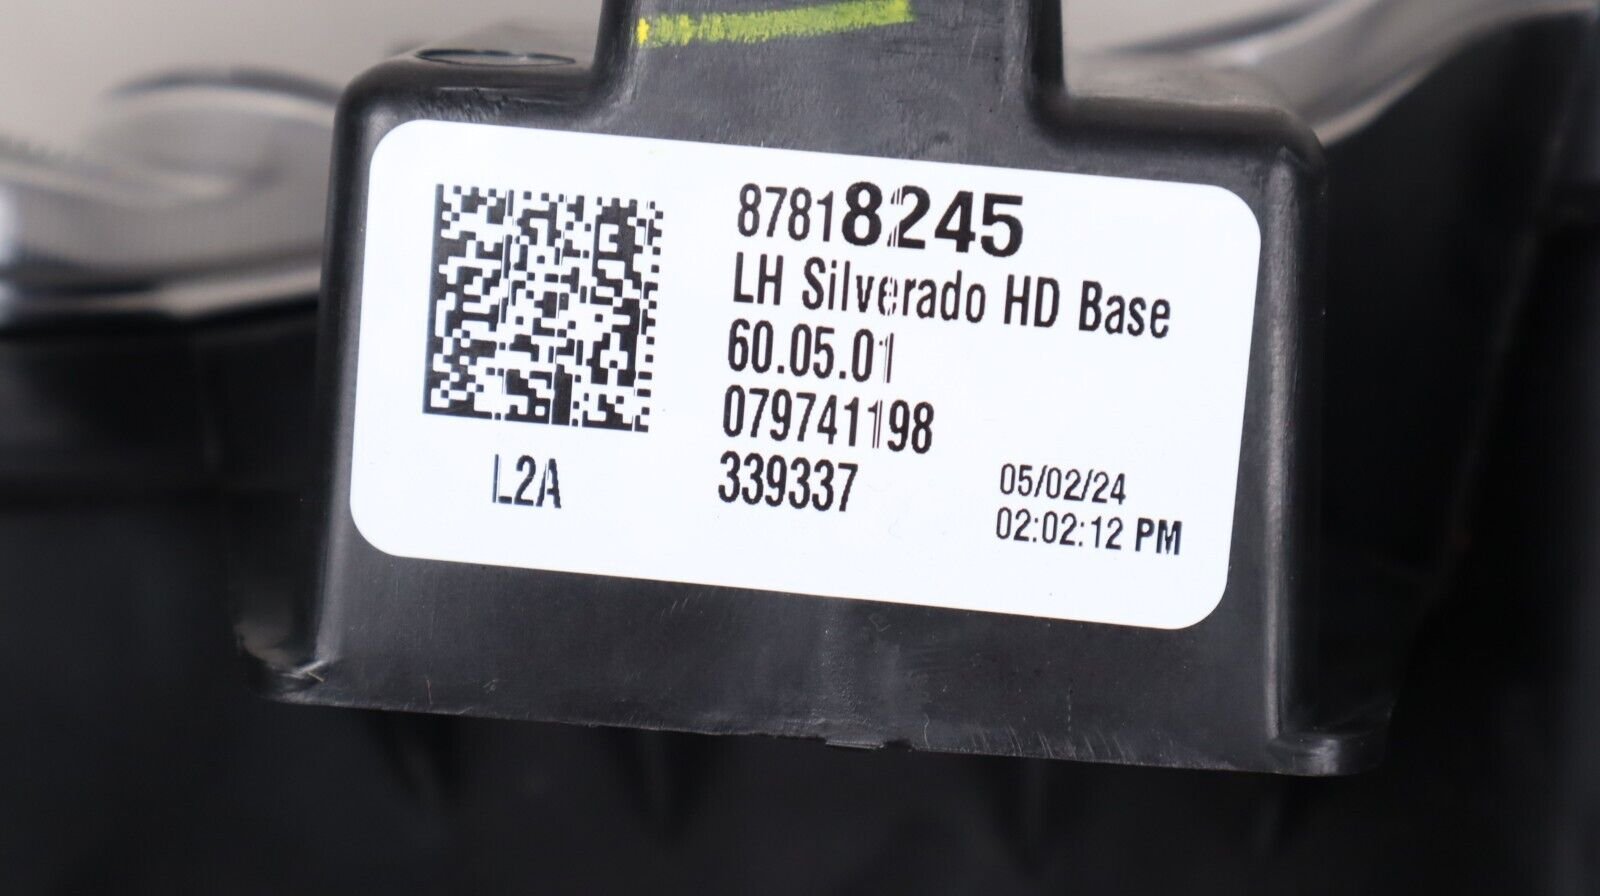 87818245
LH Silverado HD Base
60.05.01
079741198
339337
L2A
05/02/24
02:02:12 PM